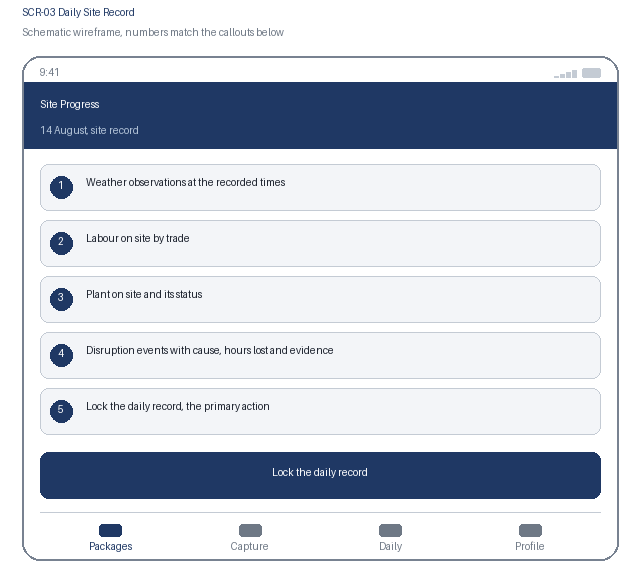 SCR-03 Daily Site Record
Schematic wireframe, numbers match the callouts below
9:41
Site Progress
14 August, site record
1 Weather observations at the recorded times
2 Labour on site by trade
3 Plant on site and its status
4 Disruption events with cause, hours lost and evidence
5 Lock the daily record, the primary action
Lock the daily record
Packages Capture Daily Profile